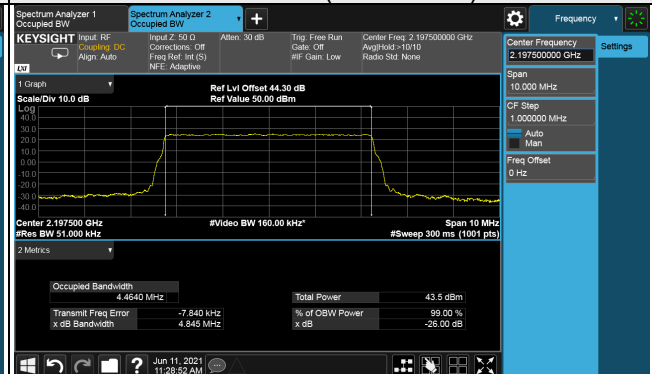 Spectrum Analyzer 1
Occupied BW
Spectrum Analyzer 2
Occupied BW
Frequency
KEYSIGHT
Input: RF
Coupling: DC
Align: Auto
Input Z: 50 Ω
Corrections: Off
Freq Ref: Int (S)
NFE: Adaptive
Atten: 30 dB
Trig: Free Run
Gate: Off
#IF Gain: Low
Center Freq: 2.197500000 GHz
Avg|Hold:>10/10
Radio Std: None
LXI
Center Frequency
2.197500000 GHz
Settings
Span
10.000 MHz
CF Step
1.000000 MHz
Auto
Man
Freq Offset
0 Hz
1 Graph
Scale/Div 10.0 dB
Ref Lvl Offset 44.30 dB
Ref Value 50.00 dBm
Log
40.0
30.0
20.0
10.0
0.00
-10.0
-20.0
-30.0
-40.0
Center 2.197500 GHz
#Res BW 51.000 kHz
#Video BW 160.00 kHz*
Span 10 MHz
#Sweep 300 ms (1001 pts)
2 Metrics
Occupied Bandwidth
4.4640 MHz
Total Power 43.5 dBm
Transmit Freq Error -7.840 kHz
% of OBW Power 99.00 %
x dB Bandwidth 4.845 MHz
x dB -26.00 dB
?
Jun 11, 2021
11:28:52 AM